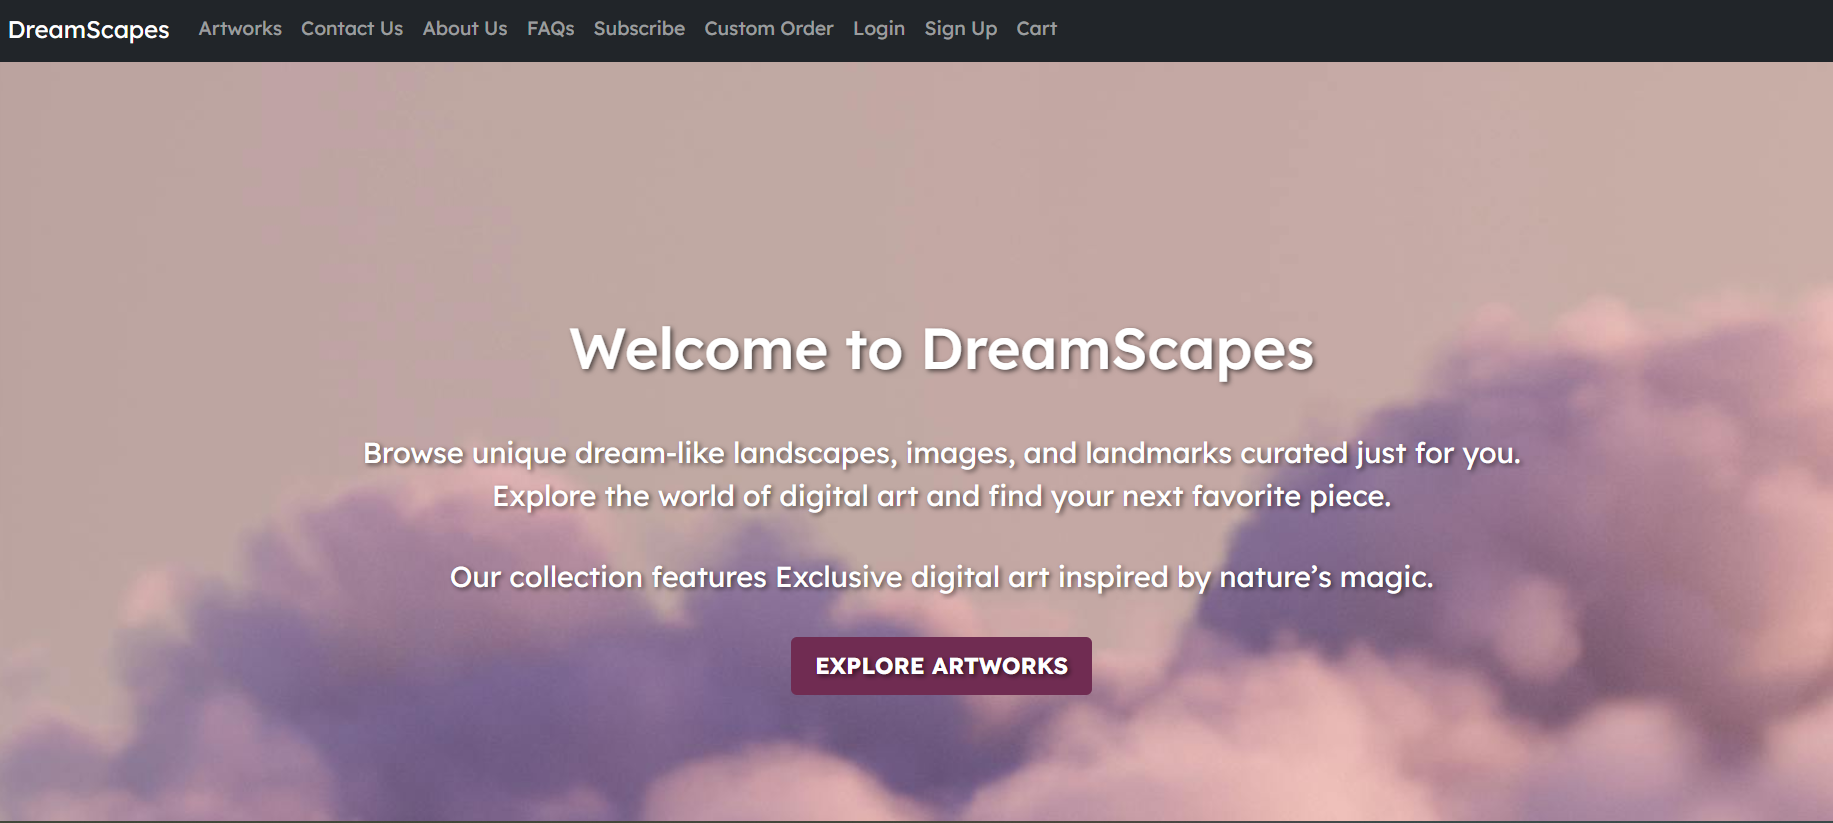 DreamScapes Artworks Contact Us About Us FAQs Subscribe Custom Order Login Sign Up Cart
Welcome to DreamScapes
Browse unique dream-like landscapes, images, and landmarks curated just for you.
Explore the world of digital art and find your next favorite piece.
Our collection features Exclusive digital art inspired by nature’s magic.
EXPLORE ARTWORKS